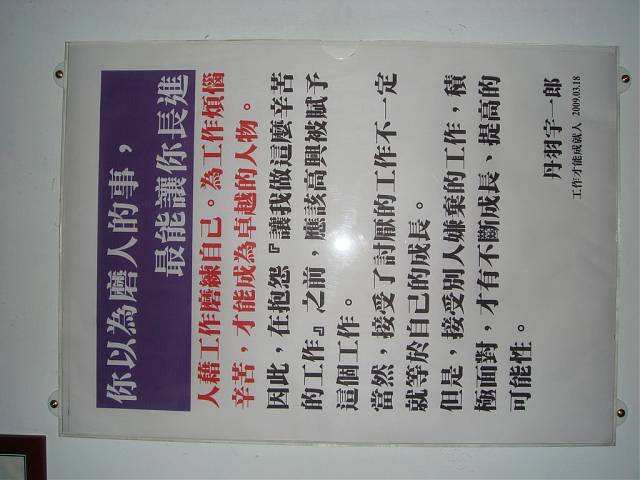 你以為磨人的事，
最能讓你長進
人藉工作磨練自己。為工作煩惱
辛苦，才能成為卓越的人物。
因此，在抱怨『讓我做這麼辛苦
的工作』之前，應該高興被賦予
這個工作。
當然，接受了討厭的工作不一定
就等於自己的成長。
但是，接受別人嫌棄的工作，積
極面對，才有不斷成長、提高的
可能性。
丹羽宇一郎
工作才能成就人 2009.03.18